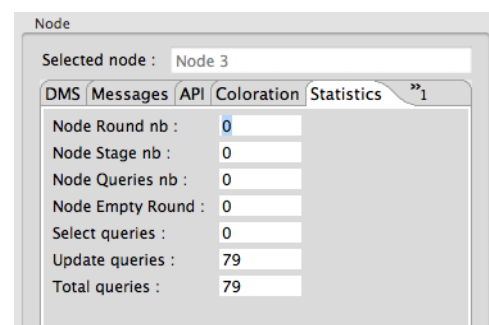 Node
Selected node : Node 3
DMS Messages API Coloration Statistics »1
Node Round nb : 0
Node Stage nb : 0
Node Queries nb : 0
Node Empty Round : 0
Select queries : 0
Update queries : 79
Total queries : 79